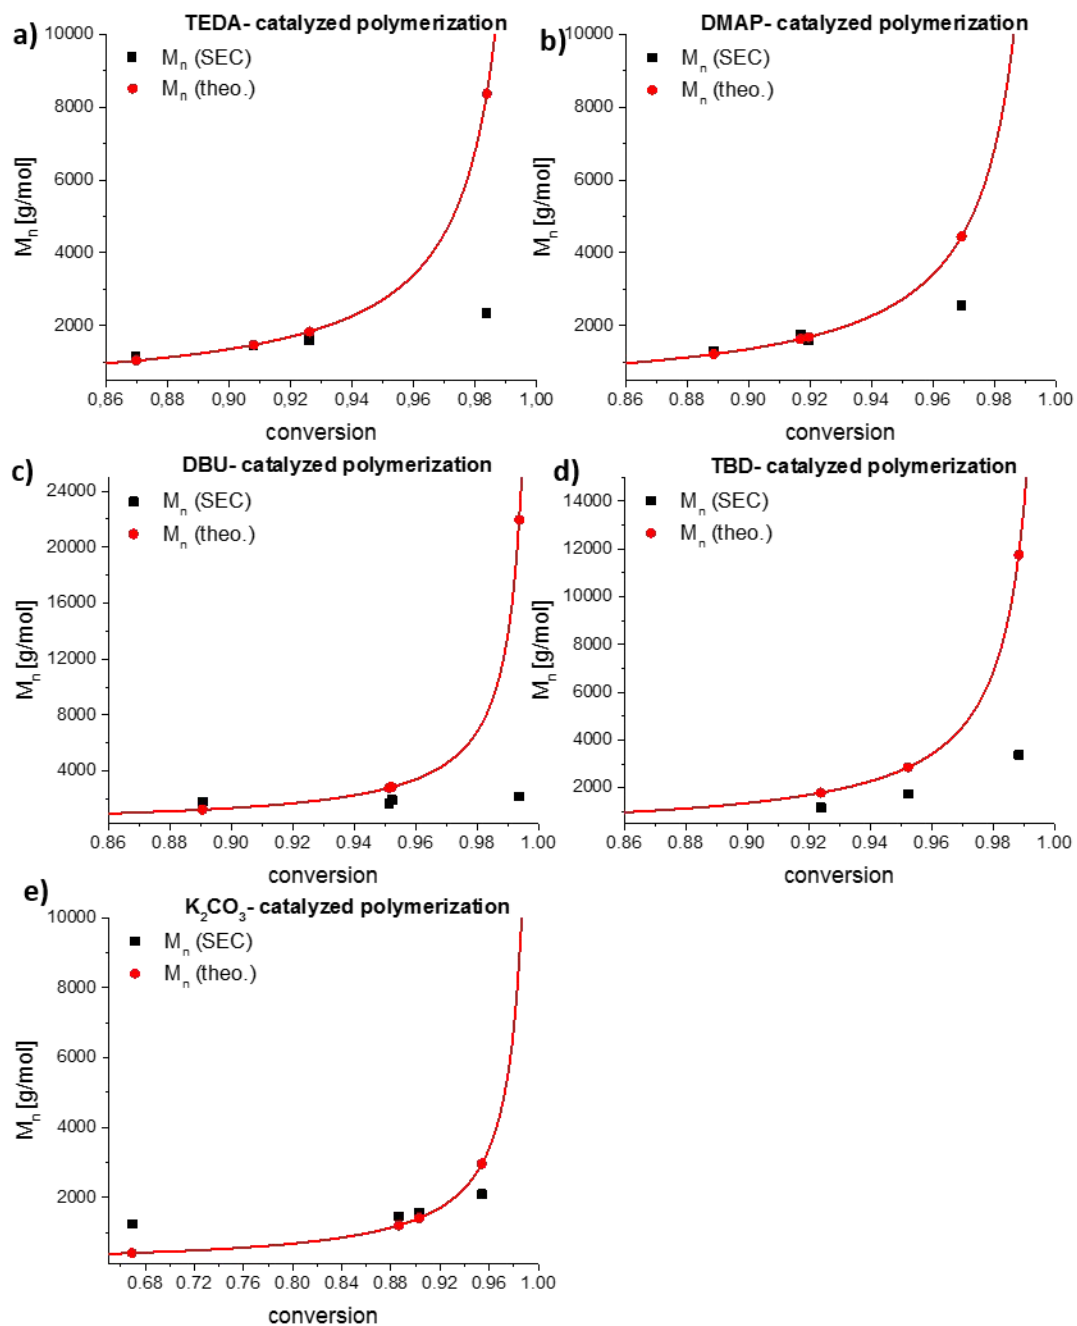 a)
TEDA- catalyzed polymerization
10000
8000
6000
4000
2000
Mn [g/mol]
Mn (SEC)
Mn (theo.)
0,86 0,88 0,90 0,92 0,94 0,96 0,98 0,00
conversion
b)
DMAP- catalyzed polymerization
10000
8000
6000
4000
2000
Mn [g/mol]
Mn (SEC)
Mn (theo.)
0.86 0.88 0.90 0.92 0.94 0.96 0.98 1.00
conversion
c)
DBU- catalyzed polymerization
24000
20000
16000
12000
8000
4000
Mn [g/mol]
Mn (SEC)
Mn (theo.)
0.86 0.88 0.90 0.92 0.94 0.96 0.98 1.00
conversion
d)
TBD- catalyzed polymerization
14000
12000
10000
8000
6000
4000
2000
Mn [g/mol]
Mn (SEC)
Mn (theo.)
0.86 0.88 0.90 0.92 0.94 0.96 0.98 1.00
conversion
e)
K2CO3- catalyzed polymerization
10000
8000
6000
4000
2000
Mn [g/mol]
Mn (SEC)
Mn (theo.)
0.68 0.72 0.76 0.80 0.84 0.88 0.92 0.96 1.00
conversion